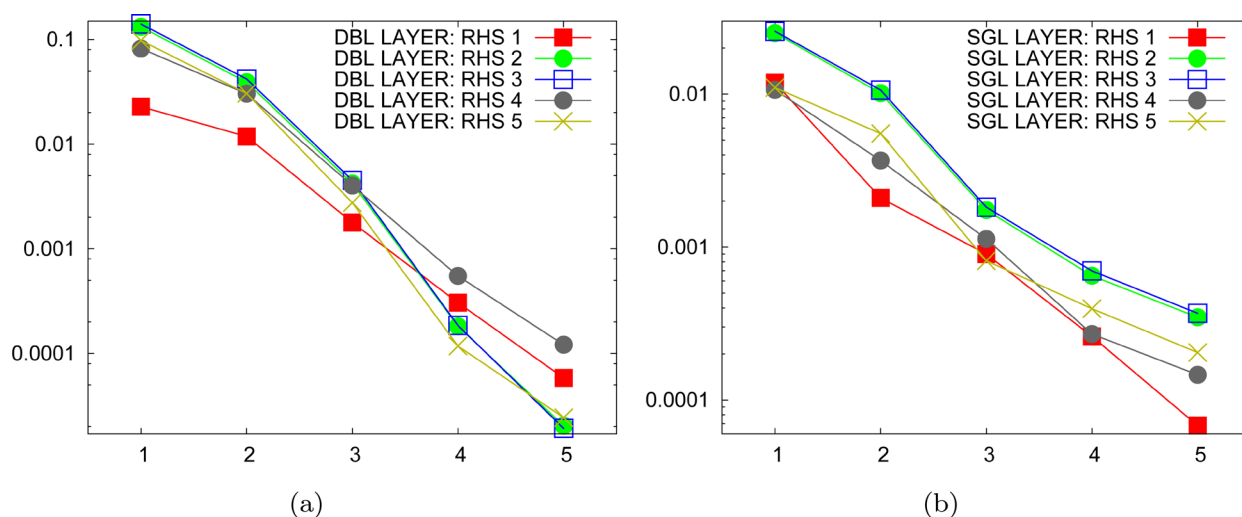 0.1
0.01
0.001
0.0001
DBL LAYER: RHS 1
DBL LAYER: RHS 2
DBL LAYER: RHS 3
DBL LAYER: RHS 4
DBL LAYER: RHS 5
1 2 3 4 5
(a)
0.01
0.001
0.0001
SGL LAYER: RHS 1
SGL LAYER: RHS 2
SGL LAYER: RHS 3
SGL LAYER: RHS 4
SGL LAYER: RHS 5
1 2 3 4 5
(b)